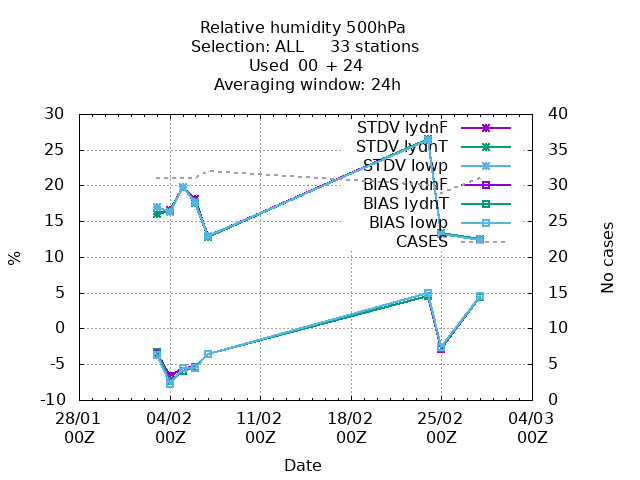 Relative humidity 500hPa
Selection: ALL 33 stations
Used 00 + 24
Averaging window: 24h
30
25
20
15
10
5
0
-5
-10
%
40
35
30
25
20
15
10
5
0
No cases
STDV lydnF
STDV lydnT
STDV lowp
BIAS lydnF
BIAS lydnT
BIAS lowp
CASES
28/01 04/02 11/02 18/02 25/02 04/03
00Z 00Z 00Z 00Z 00Z 00Z
Date